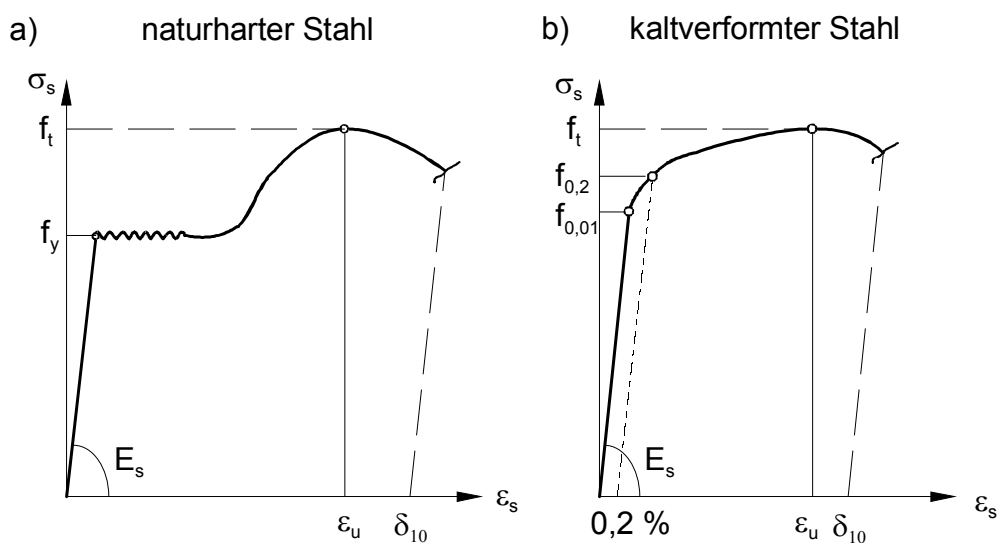 a) naturharter Stahl
σs
ft
fy
Es
εu
δ10
εs
b) kaltverformter Stahl
σs
ft
f0,2
f0,01
Es
0,2 %
εu
δ10
εs